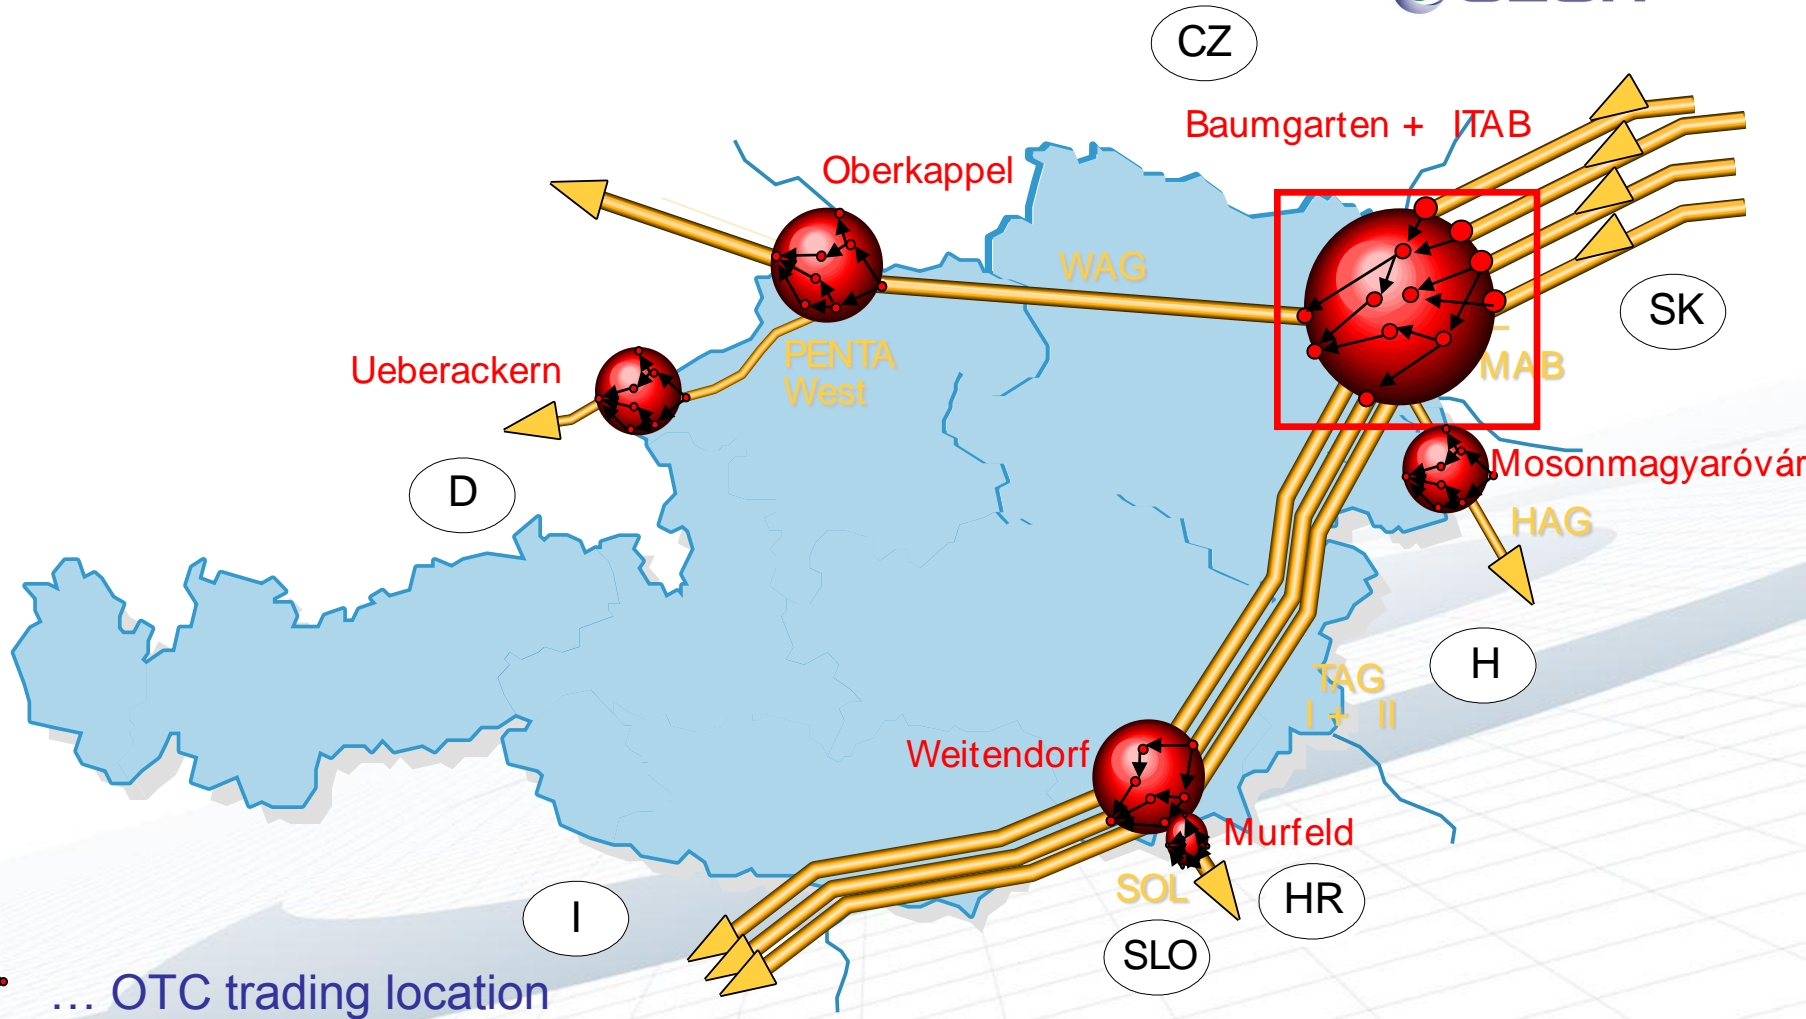 CZ
Baumgarten + ITAB
Oberkappel
WAG
SK
PENTA
West
MAB
Ueberackern
Mosonmagyaróvár
D
HAG
H
TAG
I + II
Weitendorf
Murfeld
SOL
HR
I
SLO
... OTC trading location